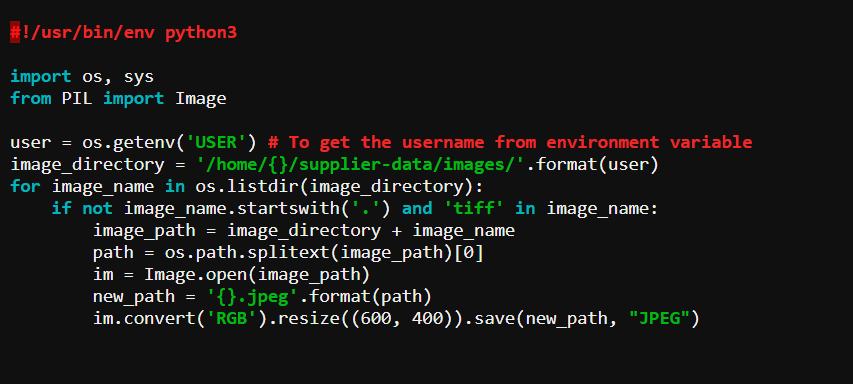 #!/usr/bin/env python3
import os, sys
from PIL import Image
user = os.getenv('USER') # To get the username from environment variable
image_directory = '/home/{}/supplier-data/images/'.format(user)
for image_name in os.listdir(image_directory):
    if not image_name.startswith('.') and 'tiff' in image_name:
        image_path = image_directory + image_name
        path = os.path.splitext(image_path)[0]
        im = Image.open(image_path)
        new_path = '{}.jpeg'.format(path)
        im.convert('RGB').resize((600, 400)).save(new_path, "JPEG")